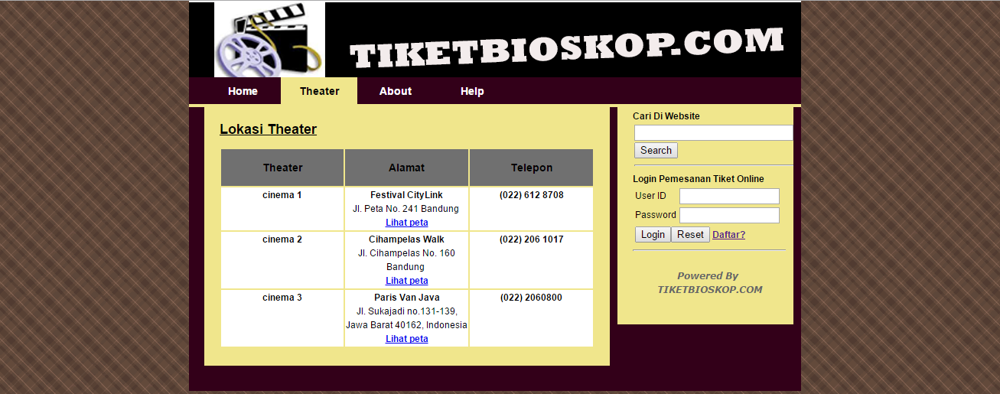 TIKETBIOSKOP.COM
Home Theater About Help
Lokasi Theater
Theater Alamat Telepon
cinema 1 Festival CityLink (022) 612 8708
Jl. Peta No. 241 Bandung
Lihat peta
cinema 2 Cihampelas Walk (022) 206 1017
Jl. Cihampelas No. 160
Bandung
Lihat peta
cinema 3 Paris Van Java (022) 2060800
Jl. Sukajadi no.131-139,
Jawa Barat 40162, Indonesia
Lihat peta
Cari Di Website
Search
Login Pemesanan Tiket Online
User ID
Password
Login Reset Daftar?
Powered By
TIKETBIOSKOP.COM